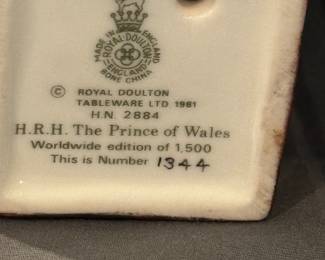 MADE IN ENGLAND
ROYAL DOULTON
ENGLAND
BONE CHINA
© ROYAL DOULTON
TABLEWARE LTD 1981
H.N. 2884
H.R.H. The Prince of Wales
Worldwide edition of 1,500
This is Number 1344